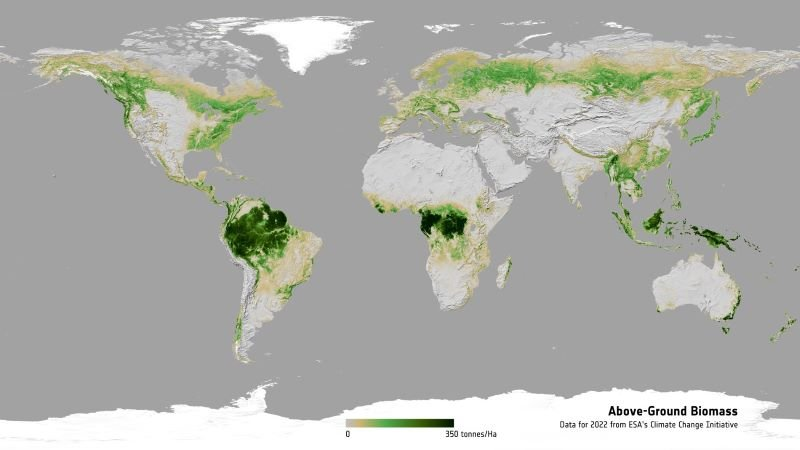 Above-Ground Biomass
Data for 2022 from ESA's Climate Change Initiative
0 350 tonnes/Ha